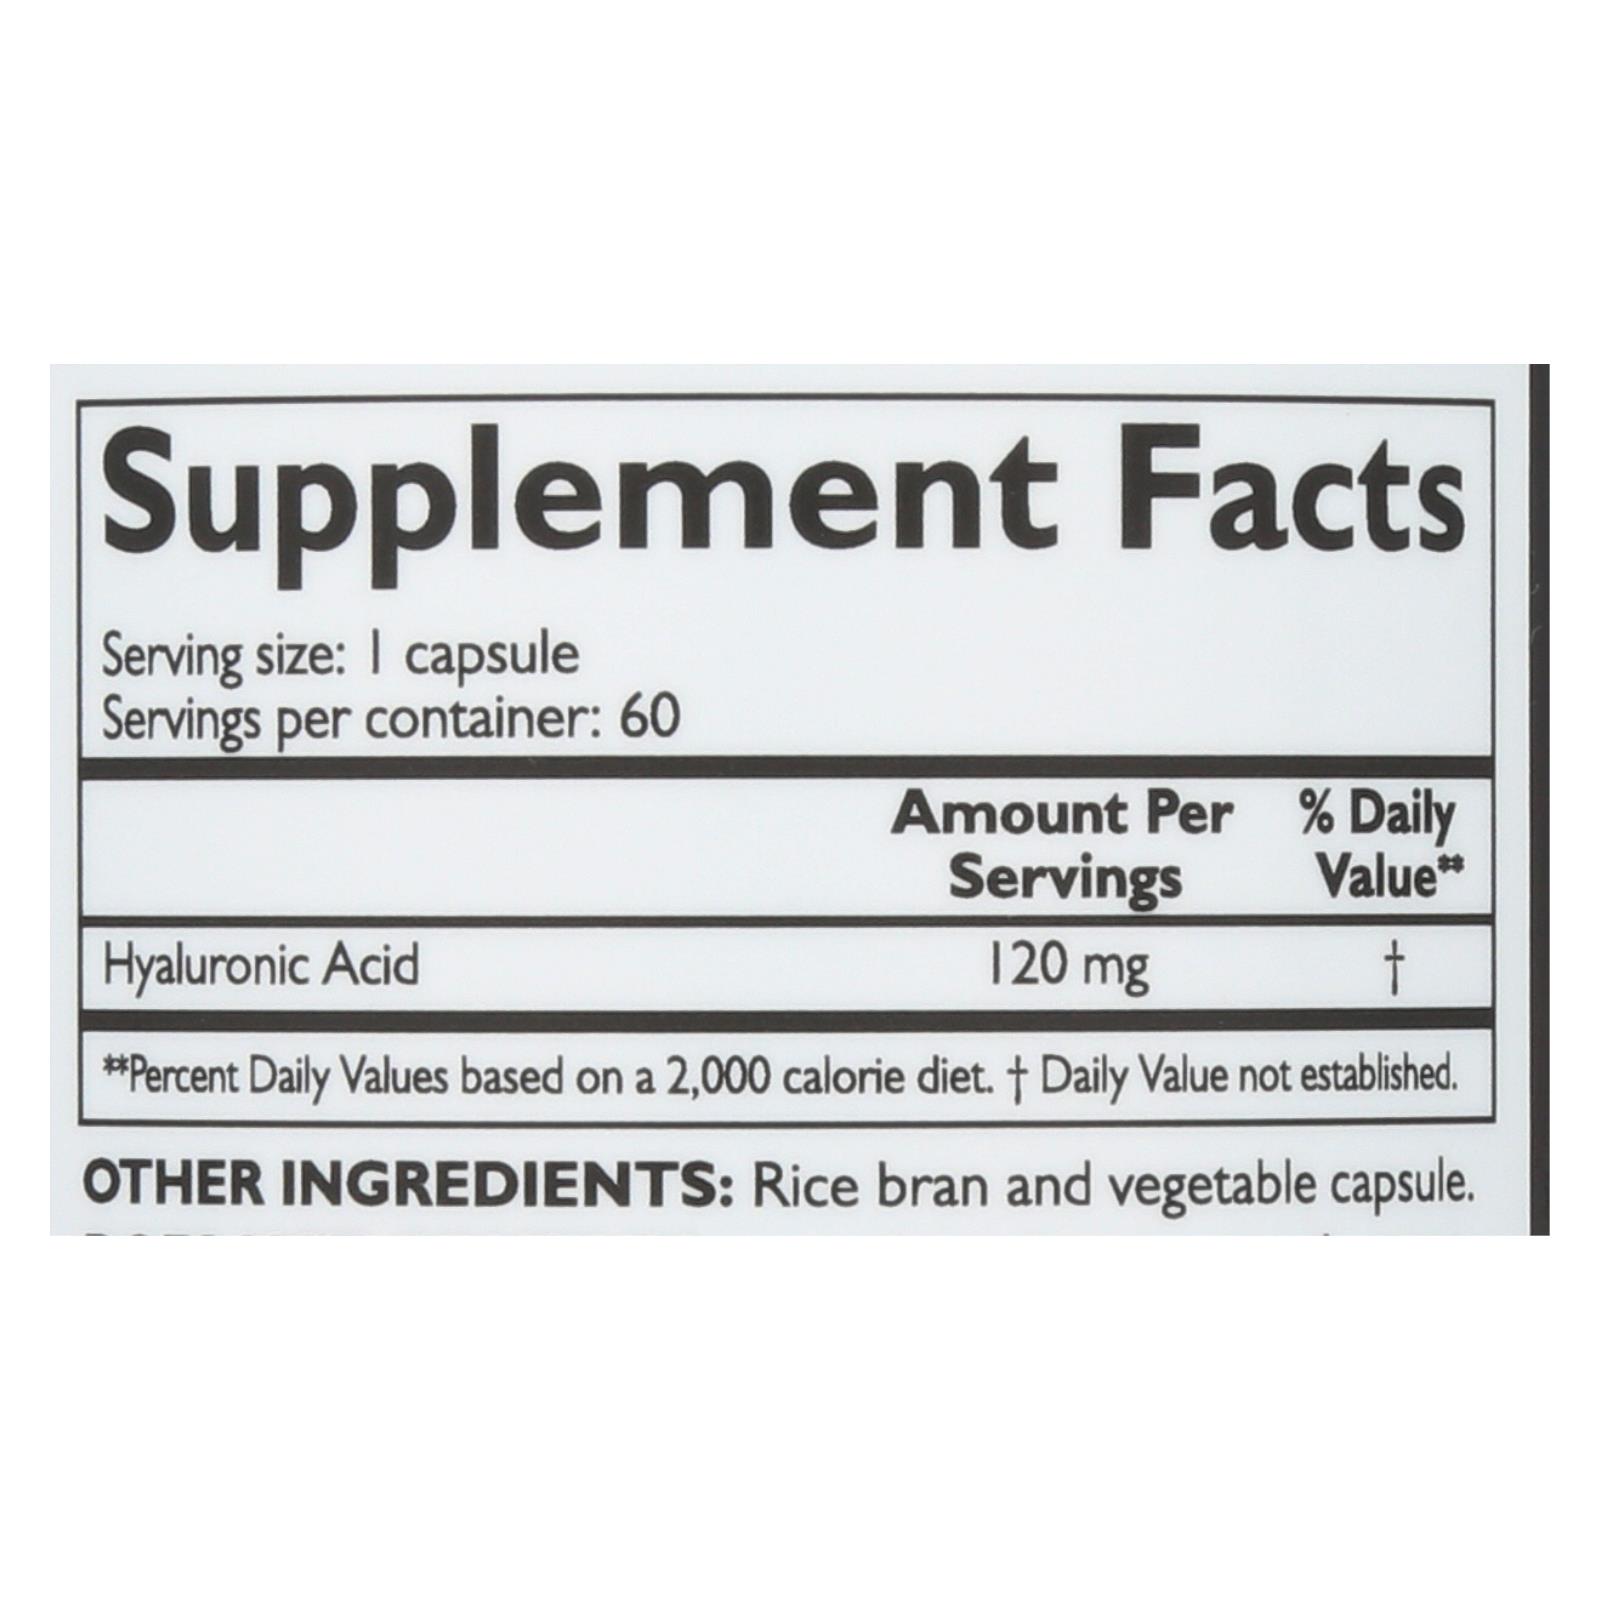 Supplement Facts
Serving size: 1 capsule
Servings per container: 60
Amount Per % Daily
Servings Value**
Hyaluronic Acid 120 mg †
**Percent Daily Values based on a 2,000 calorie diet. † Daily Value not established.
OTHER INGREDIENTS: Rice bran and vegetable capsule.